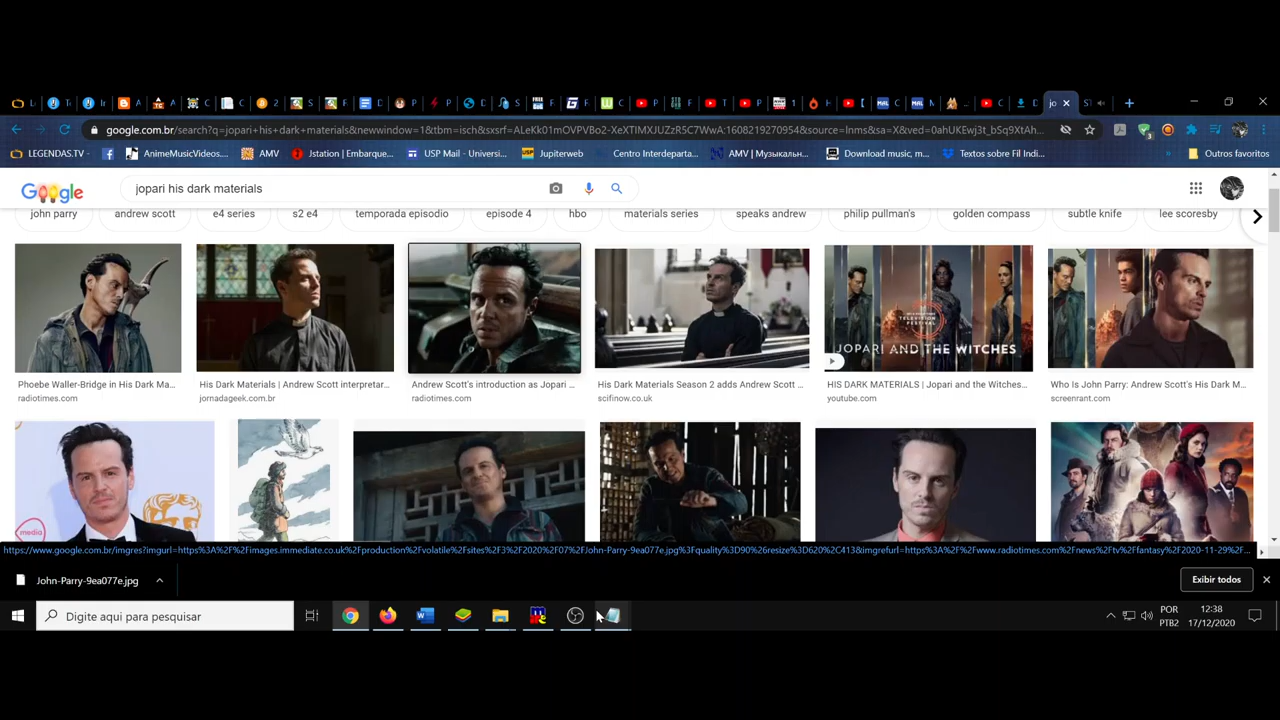 jo
google.com.br/search?q=jopari+his+dark+materials&newwindow=1&tbm=isch&sxsrf=ALeKk01mOVPVBo2-XeXTIMXJUZzR5C7WwA:1608219270954&source=lnms&sa=X&ved=0ahUKEwj3t_bSq9XtAh...
LEGENDAS.TV
AnimeMusicVideos...
AMV
Jstation | Embarque...
USP Mail - Universi...
Jupiterweb
Centro Interdeparta...
AMV | Музыкальн...
Download music, m...
Textos sobre Fil Indi...
Outros favoritos
Google
jopari his dark materials
john parry
andrew scott
e4 series
s2 e4
temporada episodio
episode 4
hbo
materials series
speaks andrew
philip pullman's
golden compass
subtle knife
lee scoresby
TELEVISION
FESTIVAL
JOPARI AND THE WITCHES
Phoebe Waller-Bridge in His Dark Ma...
radiotimes.com
His Dark Materials | Andrew Scott interpretar...
jornadageek.com.br
Andrew Scott's introduction as Jopari ...
radiotimes.com
His Dark Materials Season 2 adds Andrew Scott ...
scifinow.co.uk
HIS DARK MATERIALS | Jopari and the Witches...
youtube.com
Who Is John Parry: Andrew Scott's His Dark M...
screenrant.com
media
https://www.google.com.br/imgres?imgurl=https%3A%2F%2Fimages.immediate.co.uk%2Fproduction%2Fvolatile%2Fsites%2F3%2F2020%2F07%2FJohn-Parry-9ea077e.jpg%3Fquality%3D90%26resize%3D620%2C413&imgrefurl=https%3A%2F%2Fwww.radiotimes.com%2Fnews%2Ftv%2Ffantasy%2F2020-11-29%2F...
John-Parry-9ea077e.jpg
Exibir todos
Digite aqui para pesquisar
POR
PTB2
12:38
17/12/2020